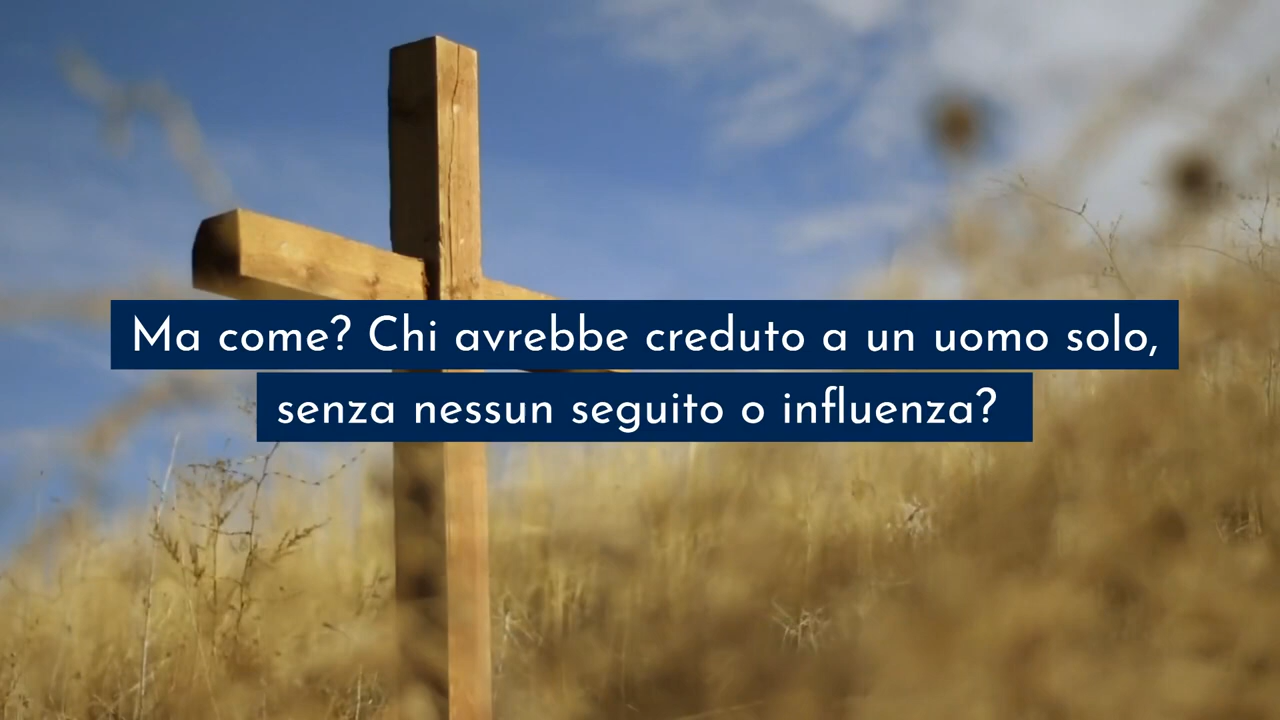 Ma come? Chi avrebbe creduto a un uomo solo,
senza nessun seguito o influenza?